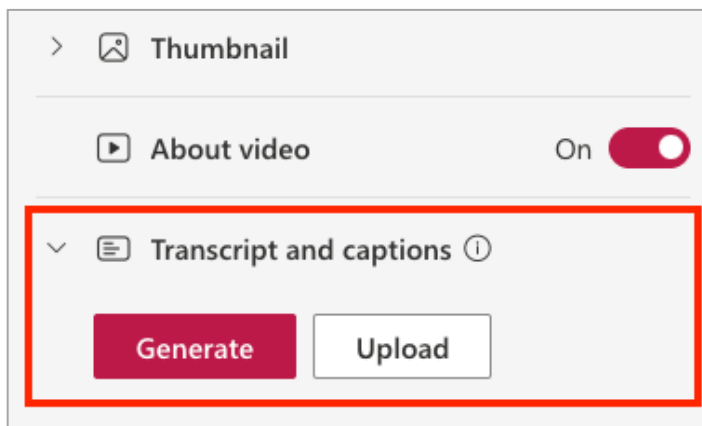 Thumbnail
About video On
Transcript and captions
Generate Upload